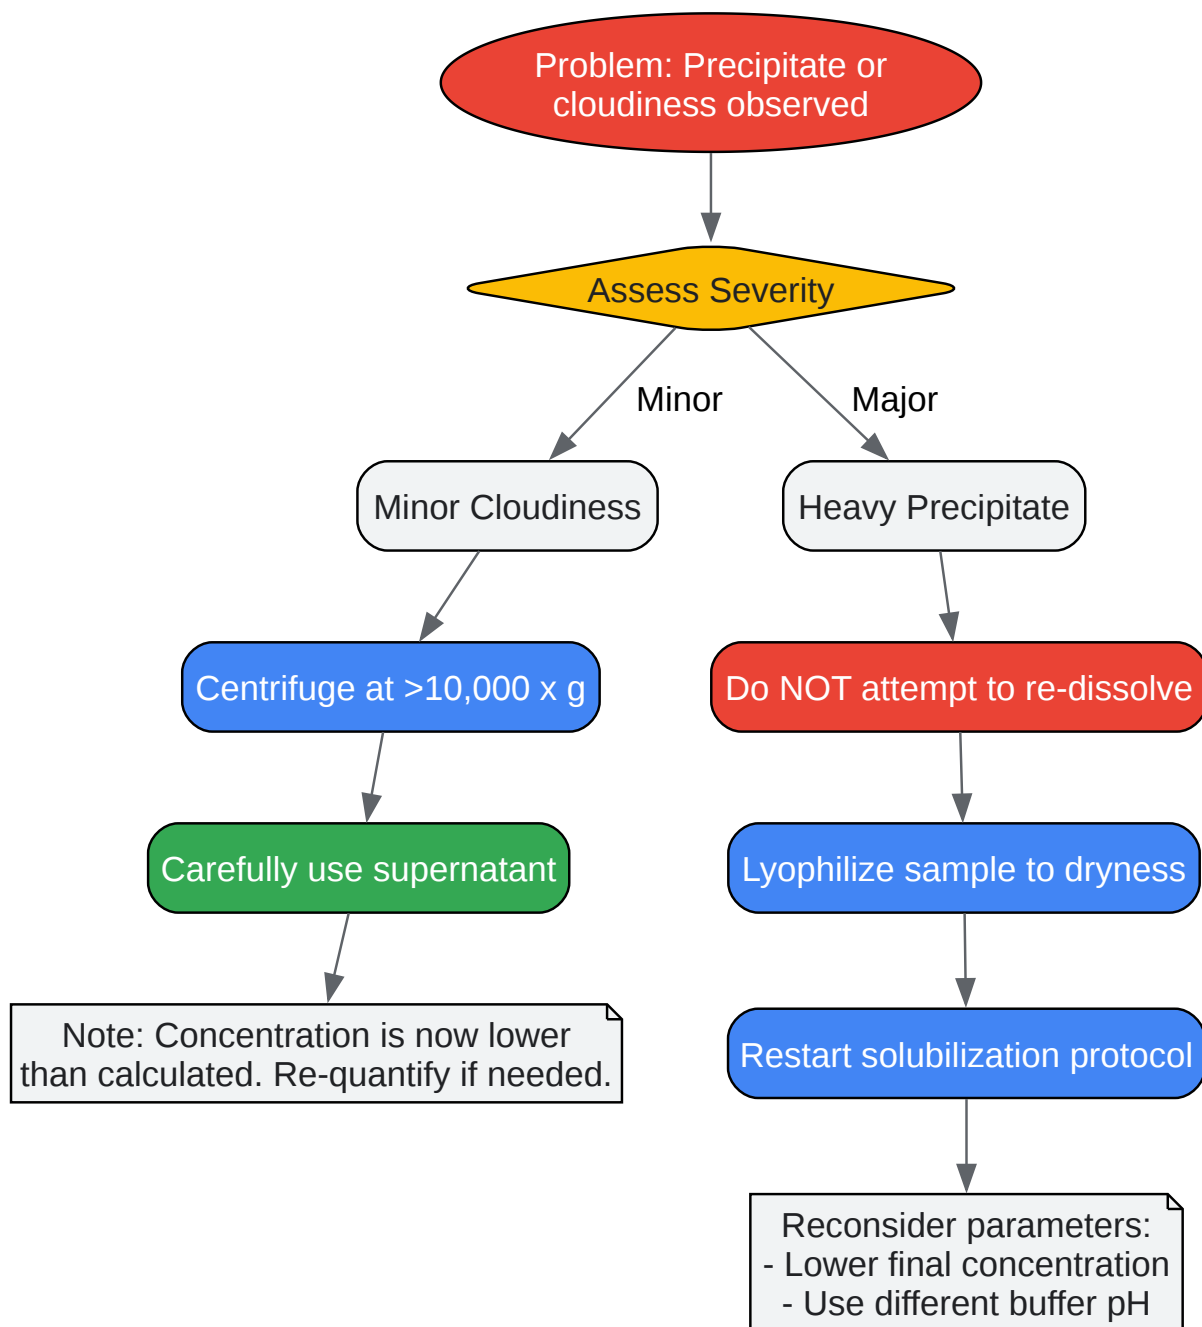 Problem: Precipitate or
cloudiness observed
Assess Severity
Minor
Major
Minor Cloudiness
Heavy Precipitate
Centrifuge at >10,000 x g
Do NOT attempt to re-dissolve
Carefully use supernatant
Lyophilize sample to dryness
Note: Concentration is now lower
than calculated. Re-quantify if needed.
Restart solubilization protocol
Reconsider parameters:
- Lower final concentration
- Use different buffer pH